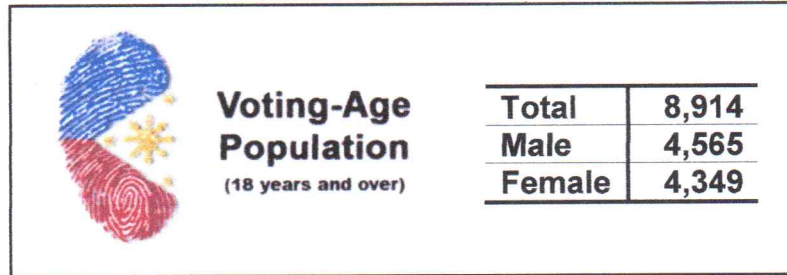 Voting-Age
Population
(18 years and over)
Total 8,914
Male 4,565
Female 4,349